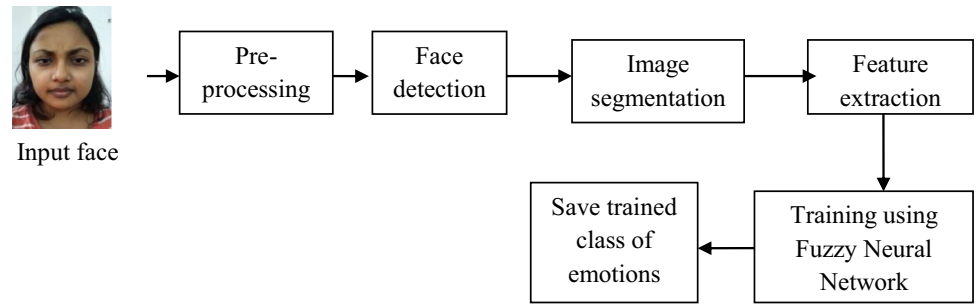 Input face
Pre-
processing
Face
detection
Image
segmentation
Feature
extraction
Training using
Fuzzy Neural
Network
Save trained
class of
emotions